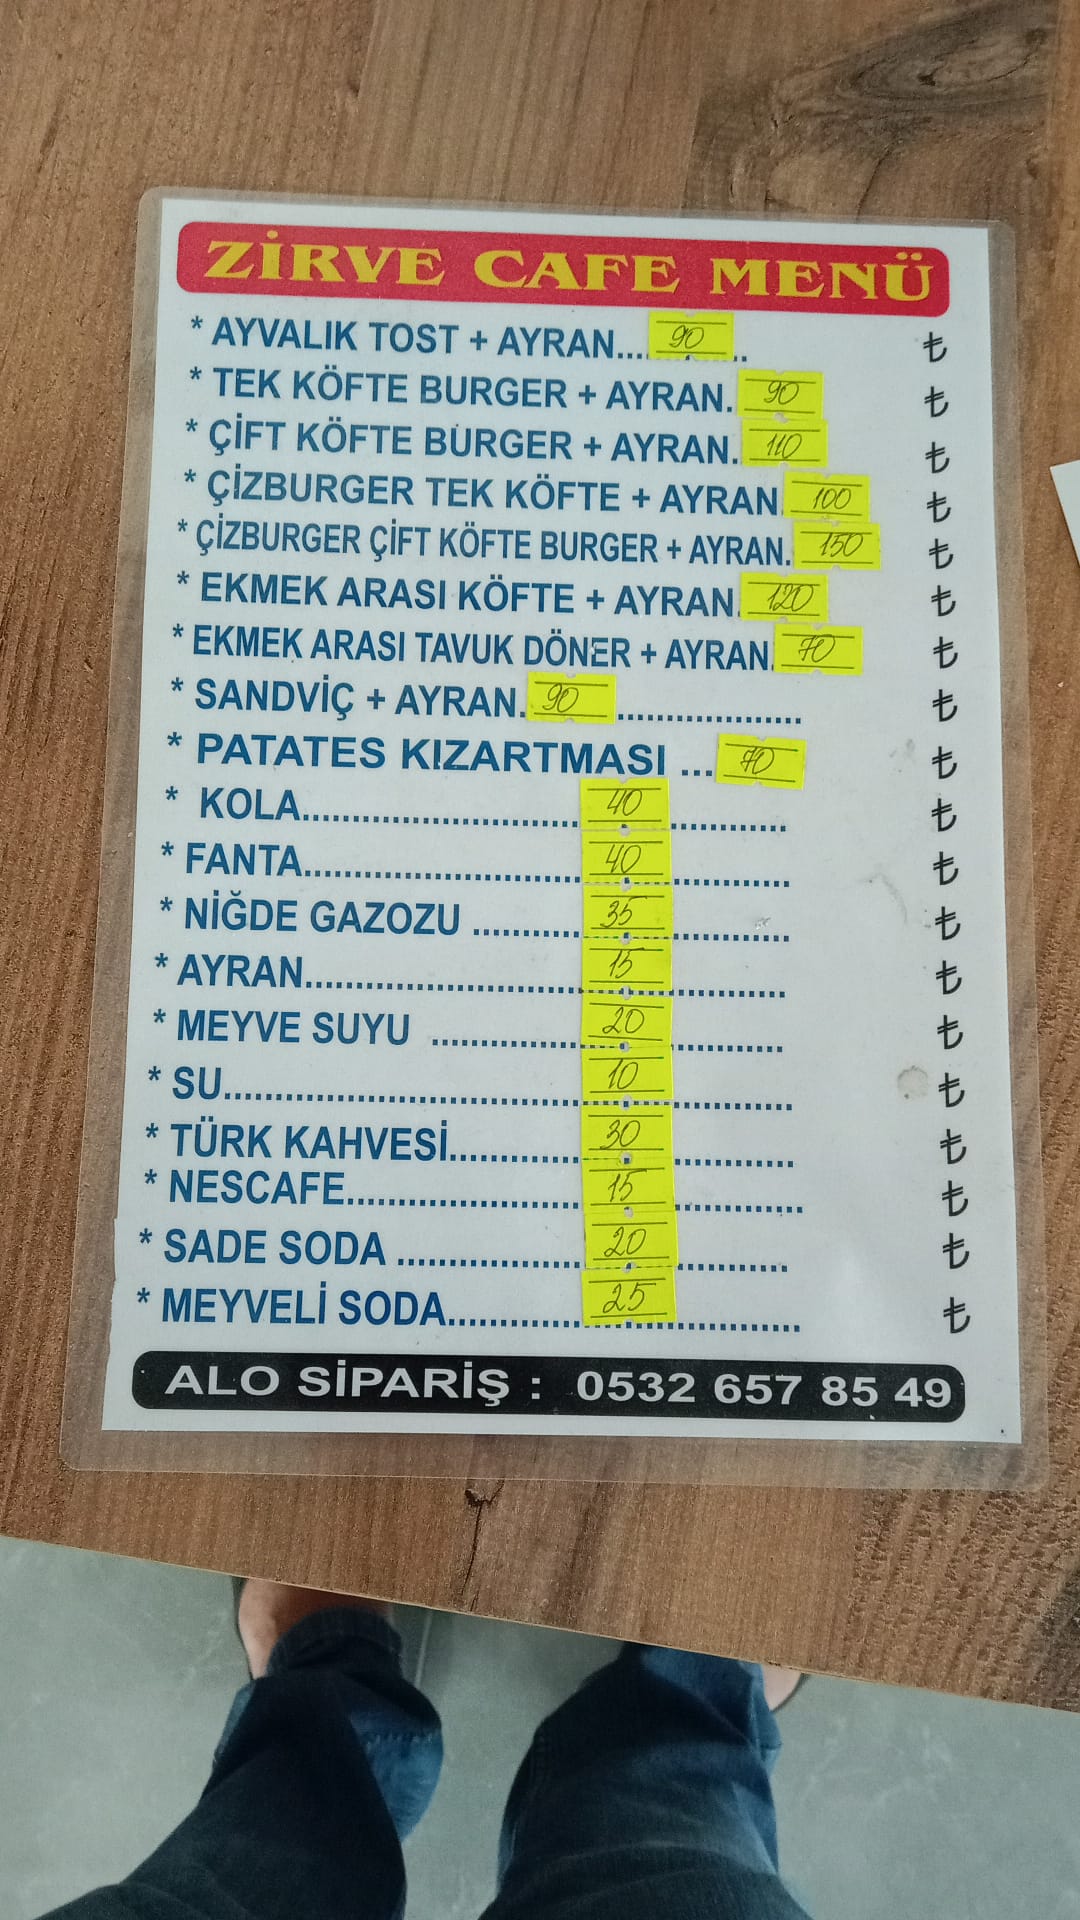 ZİRVE CAFE MENÜ
* AYVALIK TOST + AYRAN.... 90 .. ₺
* TEK KÖFTE BURGER + AYRAN. 90 ₺
* ÇİFT KÖFTE BURGER + AYRAN. 110 ₺
* ÇİZBURGER TEK KÖFTE + AYRAN. 100 ₺
* ÇİZBURGER ÇİFT KÖFTE BURGER + AYRAN. 150 ₺
* EKMEK ARASI KÖFTE + AYRAN. 120 ₺
* EKMEK ARASI TAVUK DÖNER + AYRAN. 70 ₺
* SANDVİÇ + AYRAN. 90 ................... ₺
* PATATES KIZARTMASI ... 70 ₺
* KOLA............................ 40 ............ ₺
* FANTA............................ 40 ............ ₺
* NİĞDE GAZOZU ........... 35 ............ ₺
* AYRAN............................ 15 ............ ₺
* MEYVE SUYU ............... 20 ........... ₺
* SU.................................... 10 ............ ₺
* TÜRK KAHVESİ............. 30 ............ ₺
* NESCAFE........................ 15 ............. ₺
* SADE SODA ................... 20 ........... ₺
* MEYVELİ SODA.............. 25 ............. ₺
ALO SİPARİŞ : 0532 657 85 49